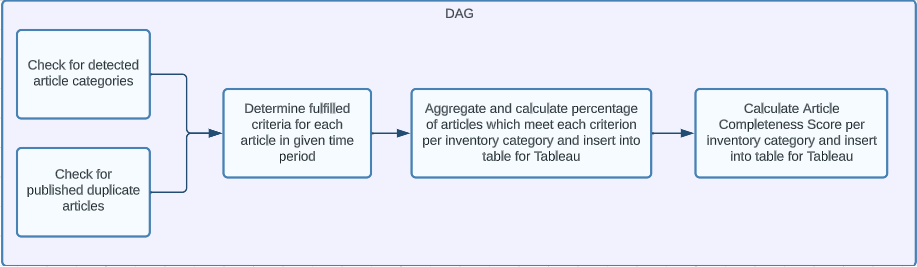 DAG
Check for detected
article categories
Check for
published duplicate
articles
Determine fulfilled
criteria for each
article in given time
period
Aggregate and calculate percentage
of articles which meet each criterion
per inventory category and insert into
table for Tableau
Calculate Article
Completeness Score per
inventory category and insert
into table for Tableau